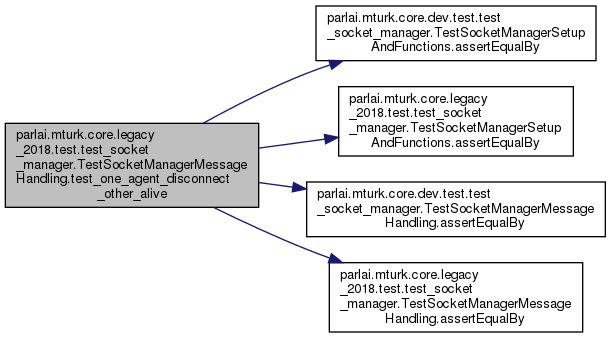 parlai.mturk.core.legacy
_2018.test.test_socket
_manager.TestSocketManagerMessage
Handling.test_one_agent_disconnect
_other_alive
parlai.mturk.core.dev.test.test
_socket_manager.TestSocketManagerSetup
AndFunctions.assertEqualBy
parlai.mturk.core.legacy
_2018.test.test_socket
_manager.TestSocketManagerSetup
AndFunctions.assertEqualBy
parlai.mturk.core.dev.test.test
_socket_manager.TestSocketManagerMessage
Handling.assertEqualBy
parlai.mturk.core.legacy
_2018.test.test_socket
_manager.TestSocketManagerMessage
Handling.assertEqualBy